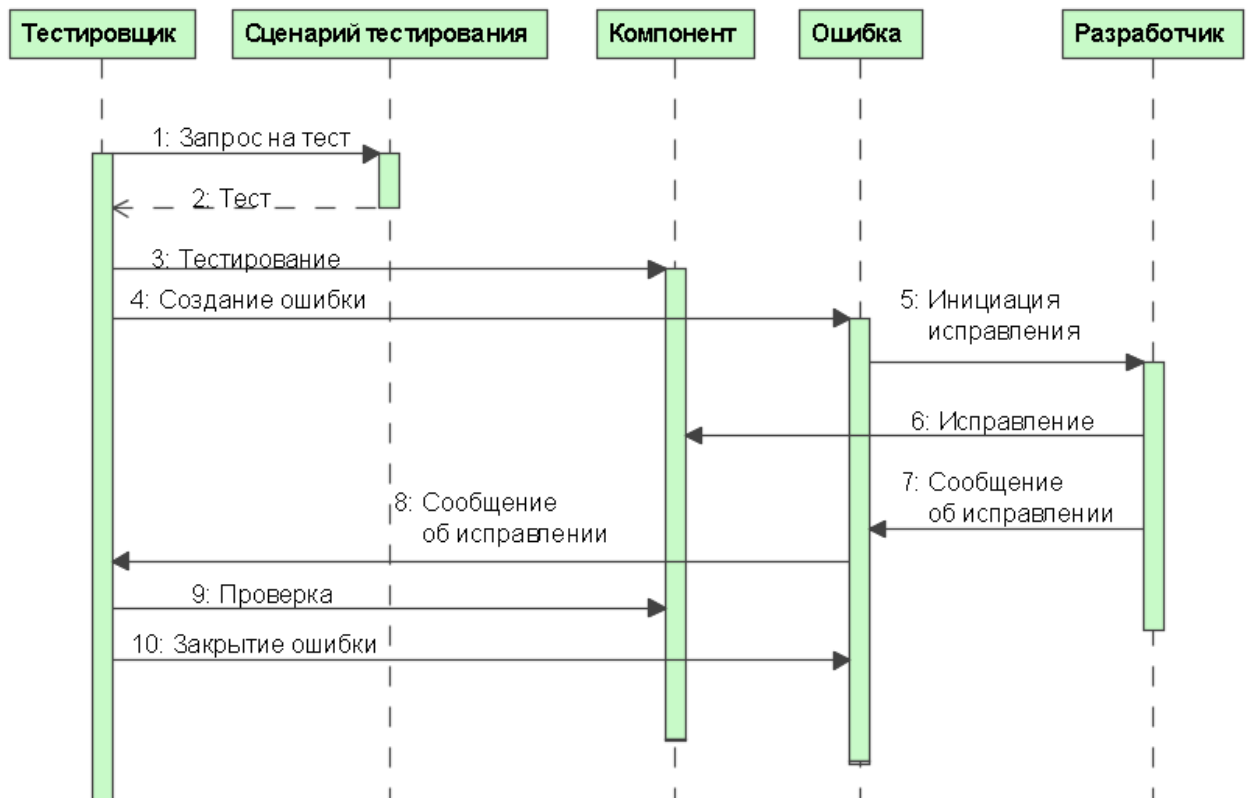 Тестировщик
Сценарий тестирования
Компонент
Ошибка
Разработчик
1: Запрос на тест
2: Тест
3: Тестирование
4: Создание ошибки
5: Инициация
исправления
6: Исправление
7: Сообщение
об исправлении
8: Сообщение
об исправлении
9: Проверка
10: Закрытие ошибки